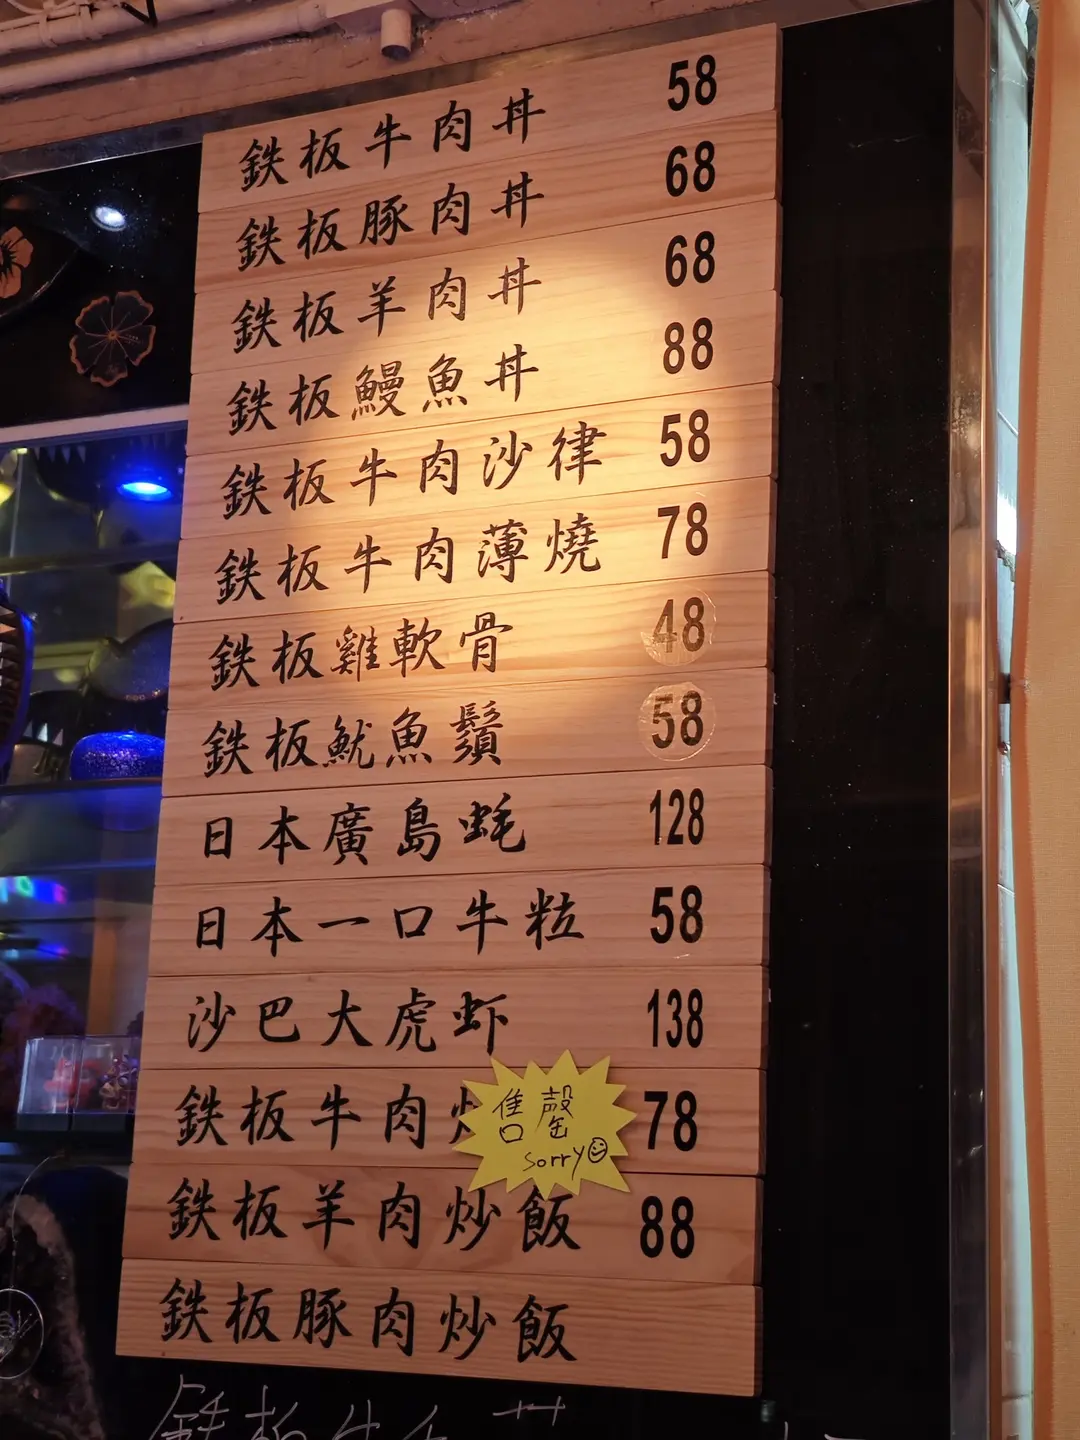 鉄板牛肉丼 58
鉄板豚肉丼 68
鉄板羊肉丼 68
鉄板鰻魚丼 88
鉄板牛肉沙律 58
鉄板牛肉薄燒 78
鉄板雞軟骨 48
鉄板魷魚鬚 58
日本廣島蚝 128
日本一口牛粒 58
沙巴大虎虾 138
鉄板牛肉炒 78
售罄
sorry
鉄板羊肉炒飯 88
鉄板豚肉炒飯